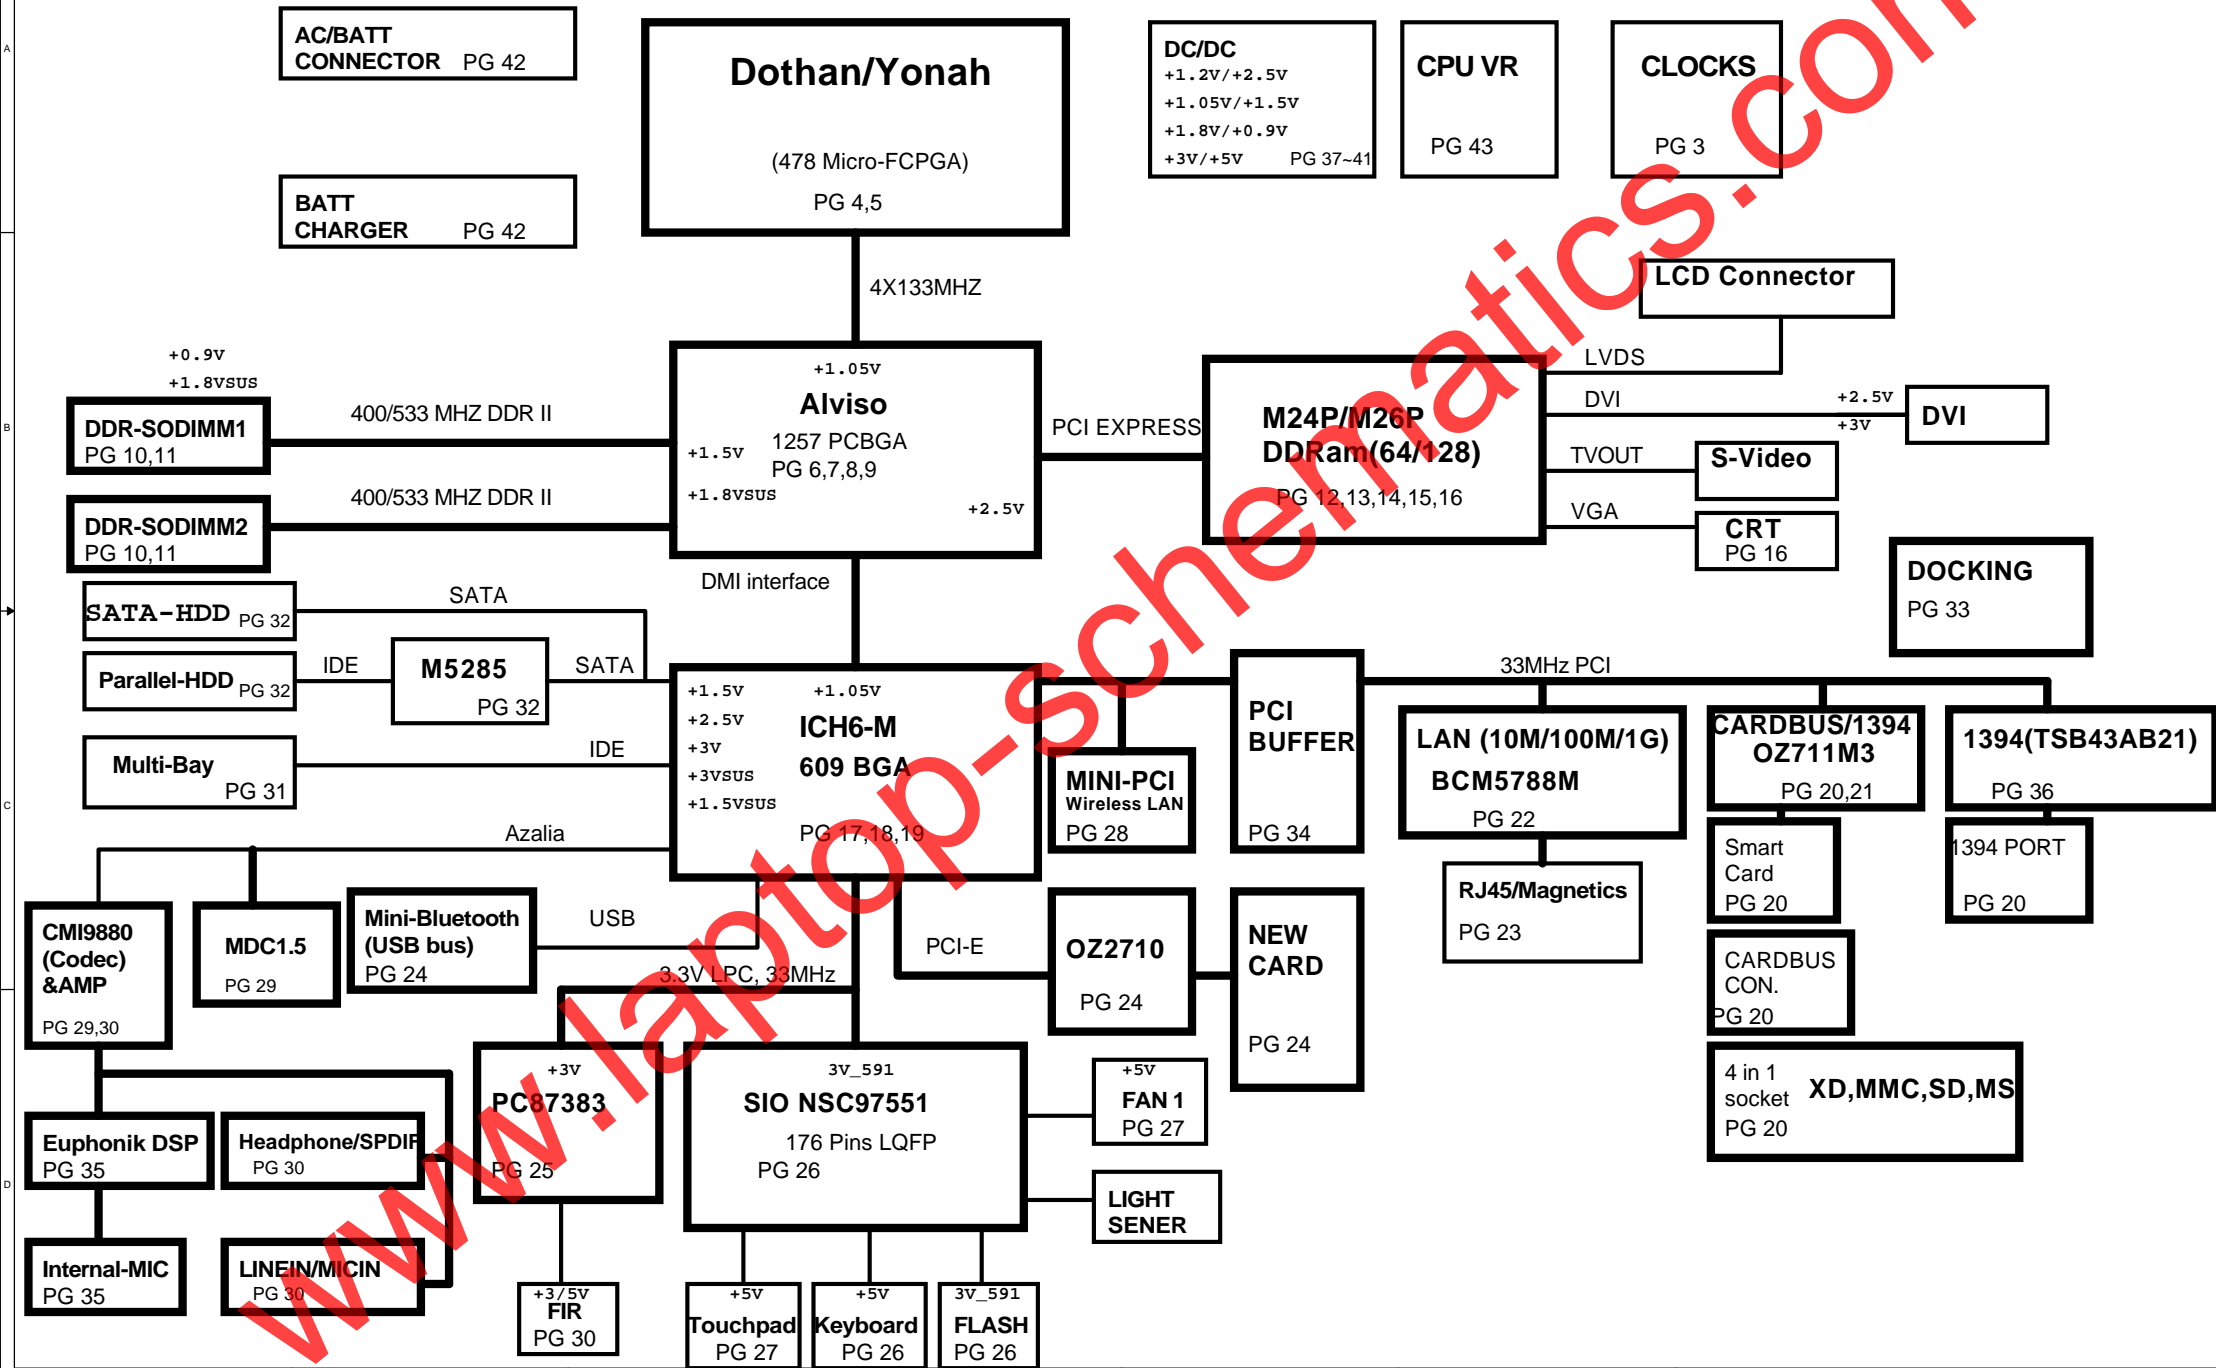 A
AC/BATT
CONNECTOR PG 42
BATT
CHARGER PG 42
Dothan/Yonah
(478 Micro-FCPGA)
PG 4,5
DC/DC
+1.2V/+2.5V
+1.05V/+1.5V
+1.8V/+0.9V
+3V/+5V PG 37~41
CPU VR
PG 43
CLOCKS
PG 3
4X133MHZ
LCD Connector
+0.9V
+1.8VSUS
B
DDR-SODIMM1
PG 10,11
400/533 MHZ DDR II
DDR-SODIMM2
PG 10,11
400/533 MHZ DDR II
+1.05V
Alviso
1257 PCBGA
PG 6,7,8,9
+1.5V
+1.8VSUS
+2.5V
PCI EXPRESS
M24P/M26P
DDRam(64/128)
PG 12,13,14,15,16
LVDS
DVI
+2.5V
+3V
DVI
TVOUT
S-Video
VGA
CRT
PG 16
DOCKING
PG 33
DMI interface
SATA-HDD PG 32
SATA
Parallel-HDD PG 32
IDE
M5285
PG 32
SATA
Multi-Bay
PG 31
IDE
+1.5V +1.05V
+2.5V
+3V
+3VSUS
+1.5VSUS
ICH6-M
609 BGA
PG 17,18,19
C
MINI-PCI
Wireless LAN
PG 28
PCI
BUFFER
PG 34
33MHz PCI
LAN (10M/100M/1G)
BCM5788M
PG 22
CARDBUS/1394
OZ711M3
PG 20,21
1394(TSB43AB21)
PG 36
RJ45/Magnetics
PG 23
Smart
Card
PG 20
1394 PORT
PG 20
CARDBUS
CON.
PG 20
4 in 1
socket XD,MMC,SD,MS
PG 20
Azalia
CMI9880
(Codec)
&AMP
PG 29,30
MDC1.5
PG 29
Mini-Bluetooth
(USB bus)
PG 24
USB
3.3V LPC, 33MHz
PCI-E
OZ2710
PG 24
NEW
CARD
PG 24
D
Euphonik DSP
PG 35
Headphone/SPDIF
PG 30
Internal-MIC
PG 35
LINEIN/MICIN
PG 30
+3V
PC87383
PG 25
3V_591
SIO NSC97551
176 Pins LQFP
PG 26
+5V
FAN 1
PG 27
LIGHT
SENER
+3/5V
FIR
PG 30
+5V
Touchpad
PG 27
+5V
Keyboard
PG 26
3V_591
FLASH
PG 26
www.laptop-schematics.com